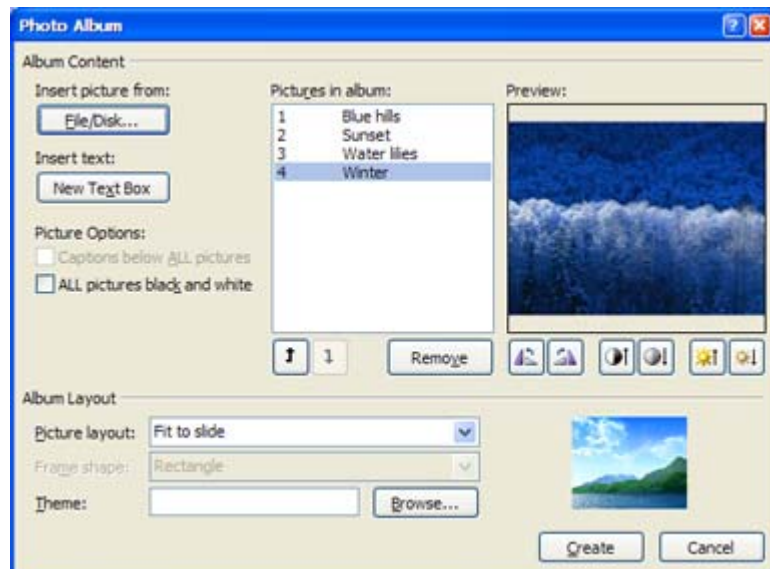 Photo Album
Album Content
Insert picture from:
File/Disk...
Insert text:
New Text Box
Picture Options:
Captions below ALL pictures
ALL pictures black and white
Pictures in album:
1 Blue hills
2 Sunset
3 Water lilies
4 Winter
Remove
Preview:
Album Layout
Picture layout: Fit to slide
Frame shape: Rectangle
Theme:
Browse...
Create
Cancel